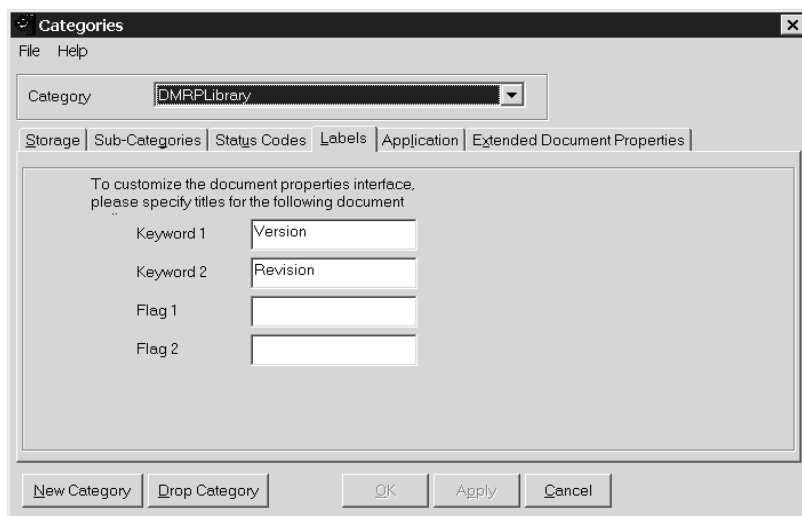 Categories
File Help
Category DMRPLibrary
Storage Sub-Categories Status Codes Labels Application Extended Document Properties
To customize the document properties interface,
please specify titles for the following document
Keyword 1 Version
Keyword 2 Revision
Flag 1
Flag 2
New Category Drop Category OK Apply Cancel